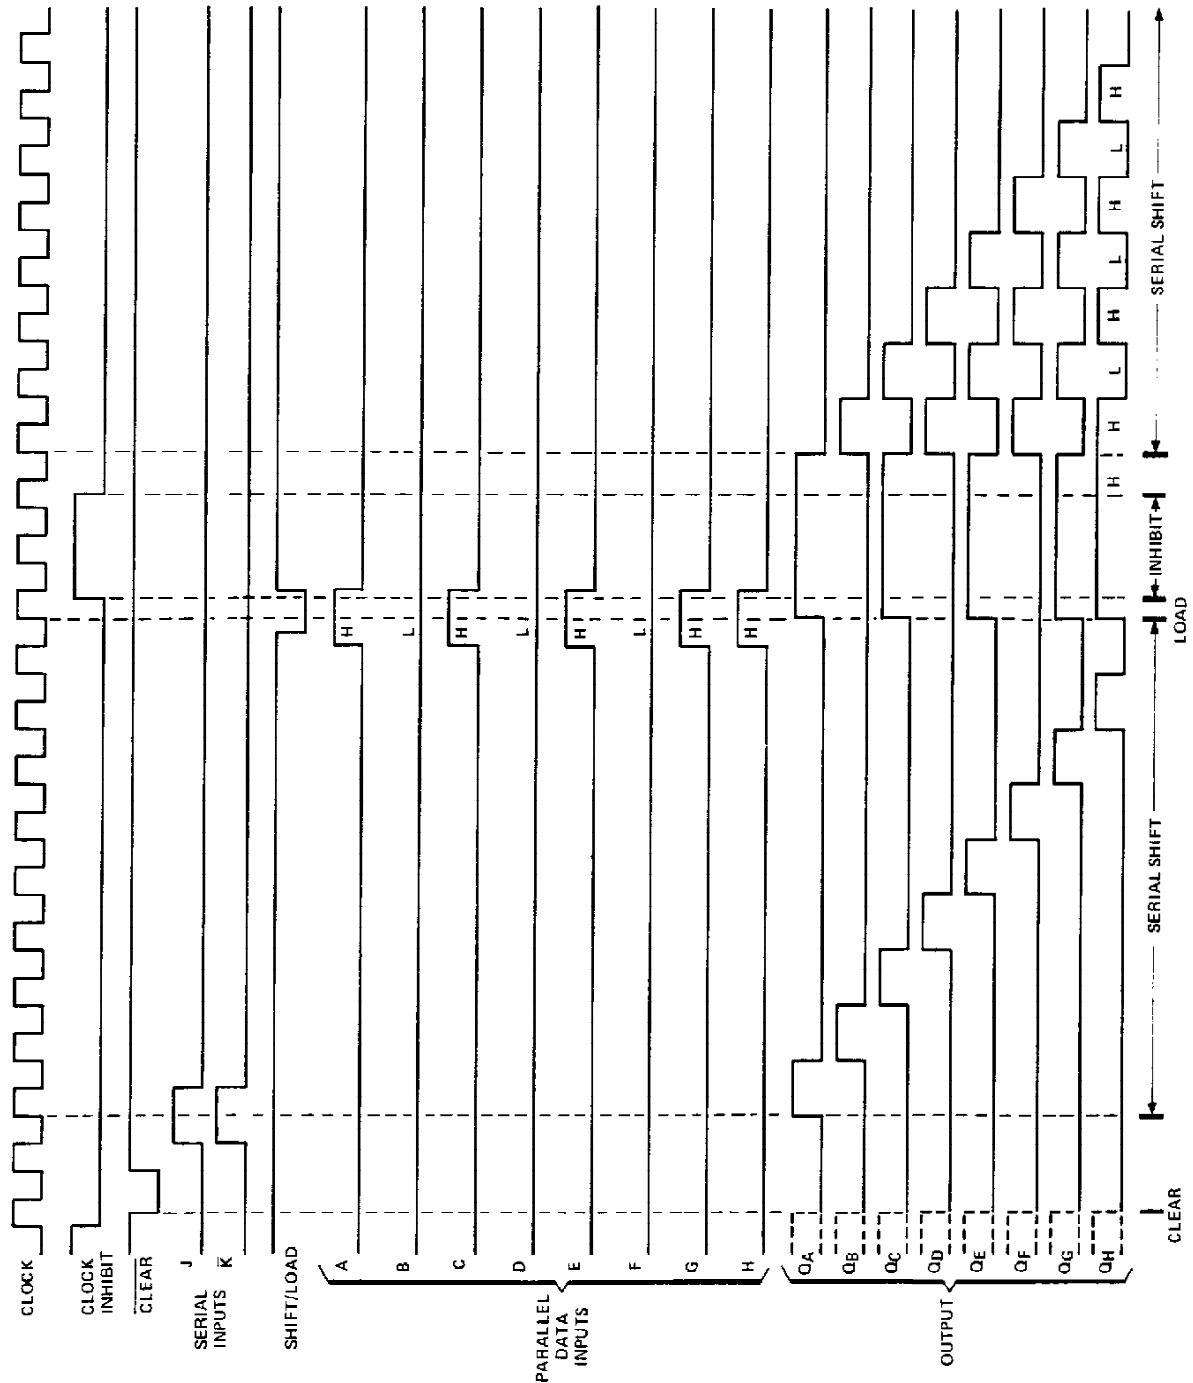 CLOCK
CLOCK
INHIBIT
CLEAR
SERIAL
INPUTS
J
K
SHIFT/LOAD
PARALLEL
DATA
INPUTS
A
H
B
L
C
H
D
L
E
H
F
L
G
H
H
H
OUTPUT
QA
QB
QC
QD
QE
QF
QG
QH
H
H
L
H
L
H
L
H
SERIAL SHIFT
INHIBIT
SERIAL SHIFT
CLEAR
LOAD